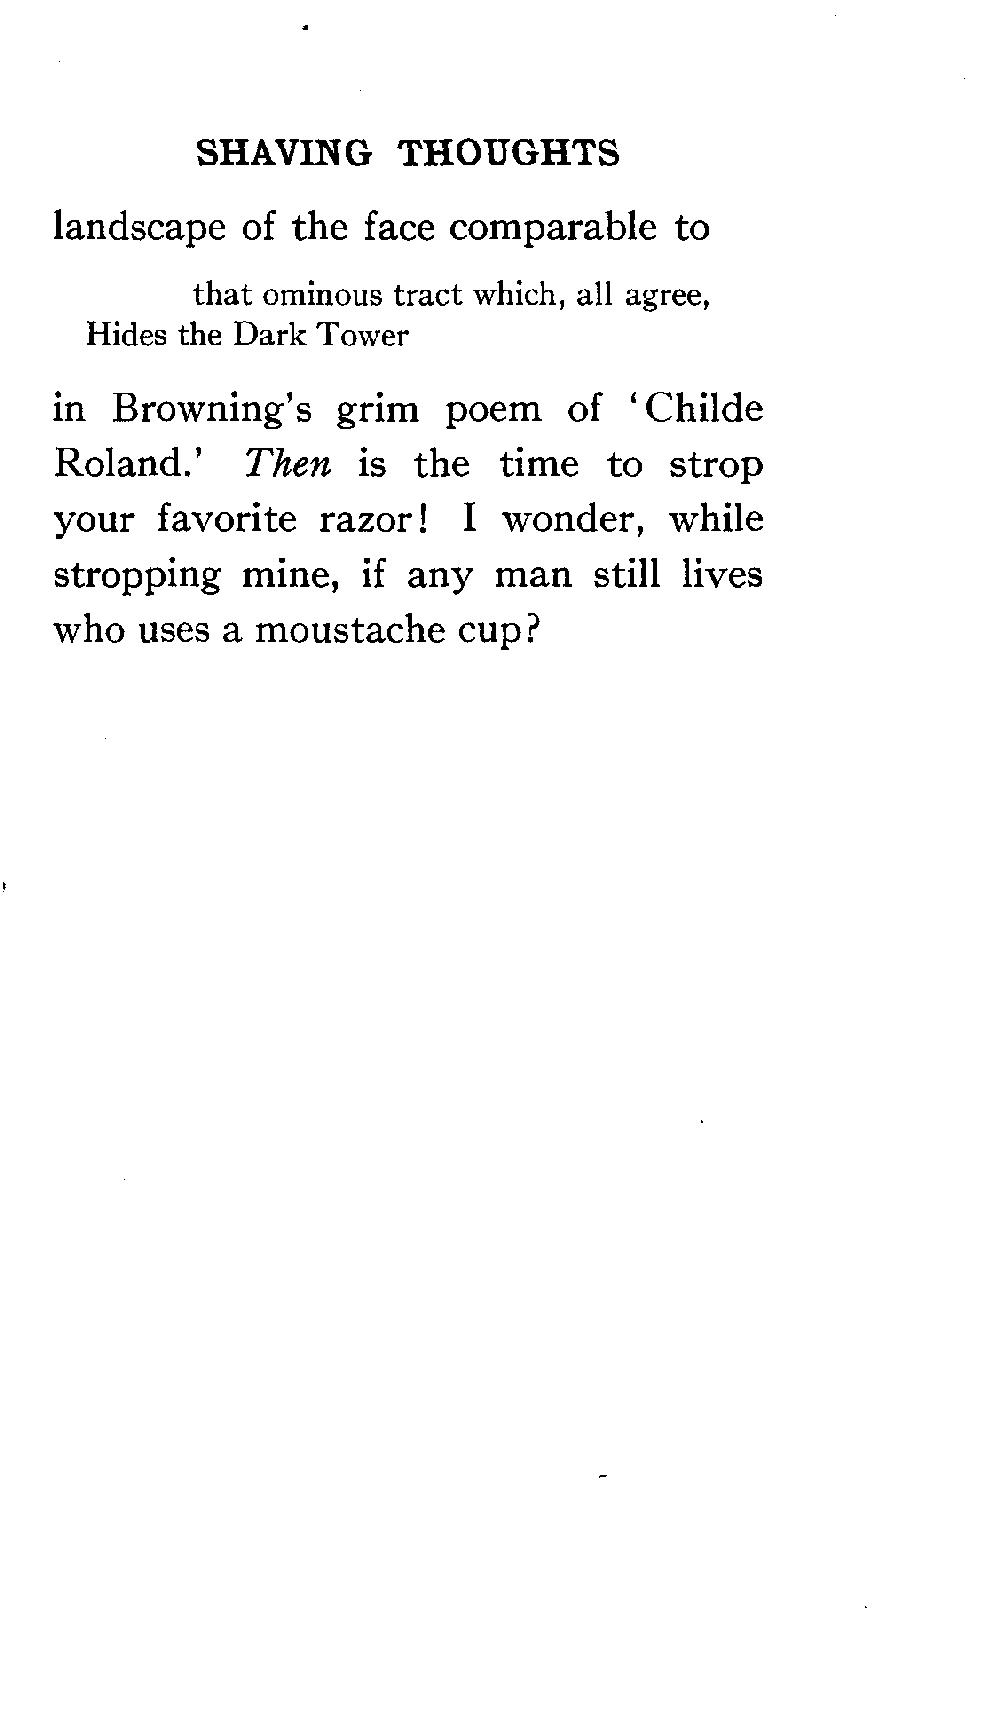 SHAVING THOUGHTS
landscape of the face comparable to
that ominous tract which, all agree,
Hides the Dark Tower
in Browning's grim poem of ‘Childe
Roland.’ Then is the time to strop
your favorite razor! I wonder, while
stropping mine, if any man still lives
who uses a moustache cup?